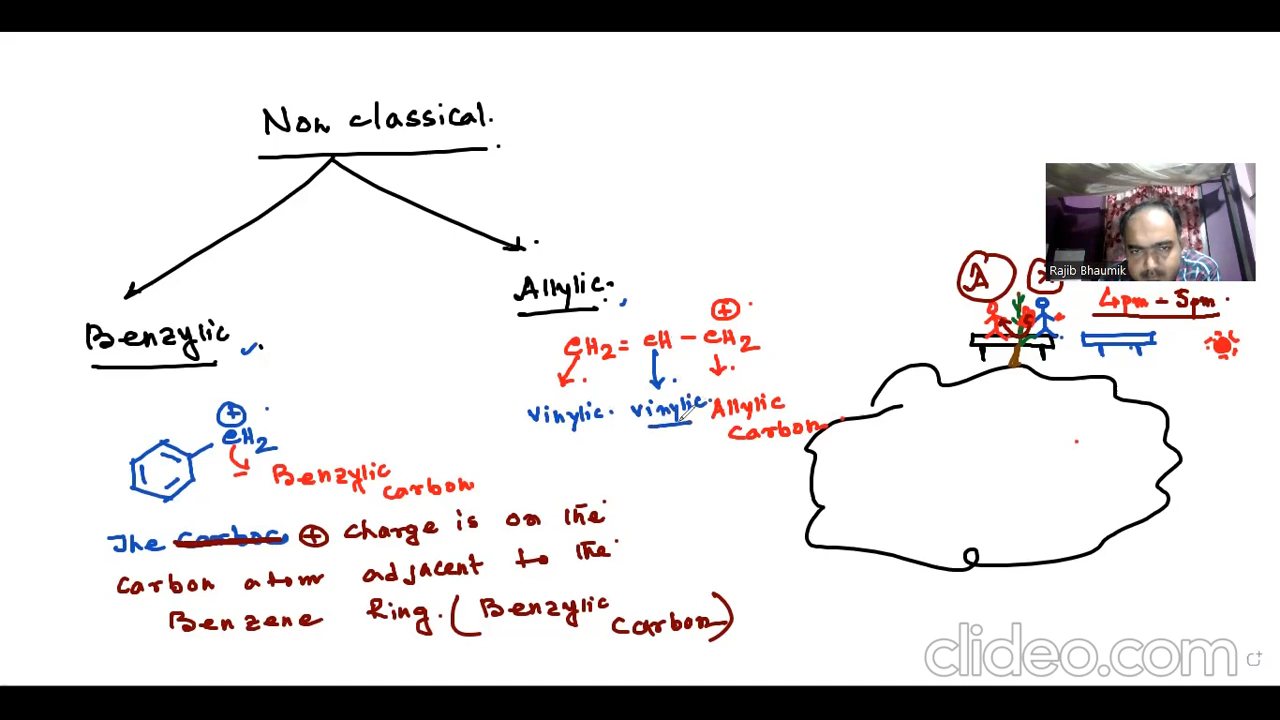 Non classical.
Benzylic
Allylic.
CH2 = CH - CH2
⊕
Vinylic. Vinylic. Allylic
carbon
⊕
CH2
Benzylic
carbon
The carboc ⊕ charge is on the
carbon atom adjacent to the
Benzene Ring. (Benzylic
carbon)
A
Rajib Bhaumik
4pm - 5pm
clideo.com